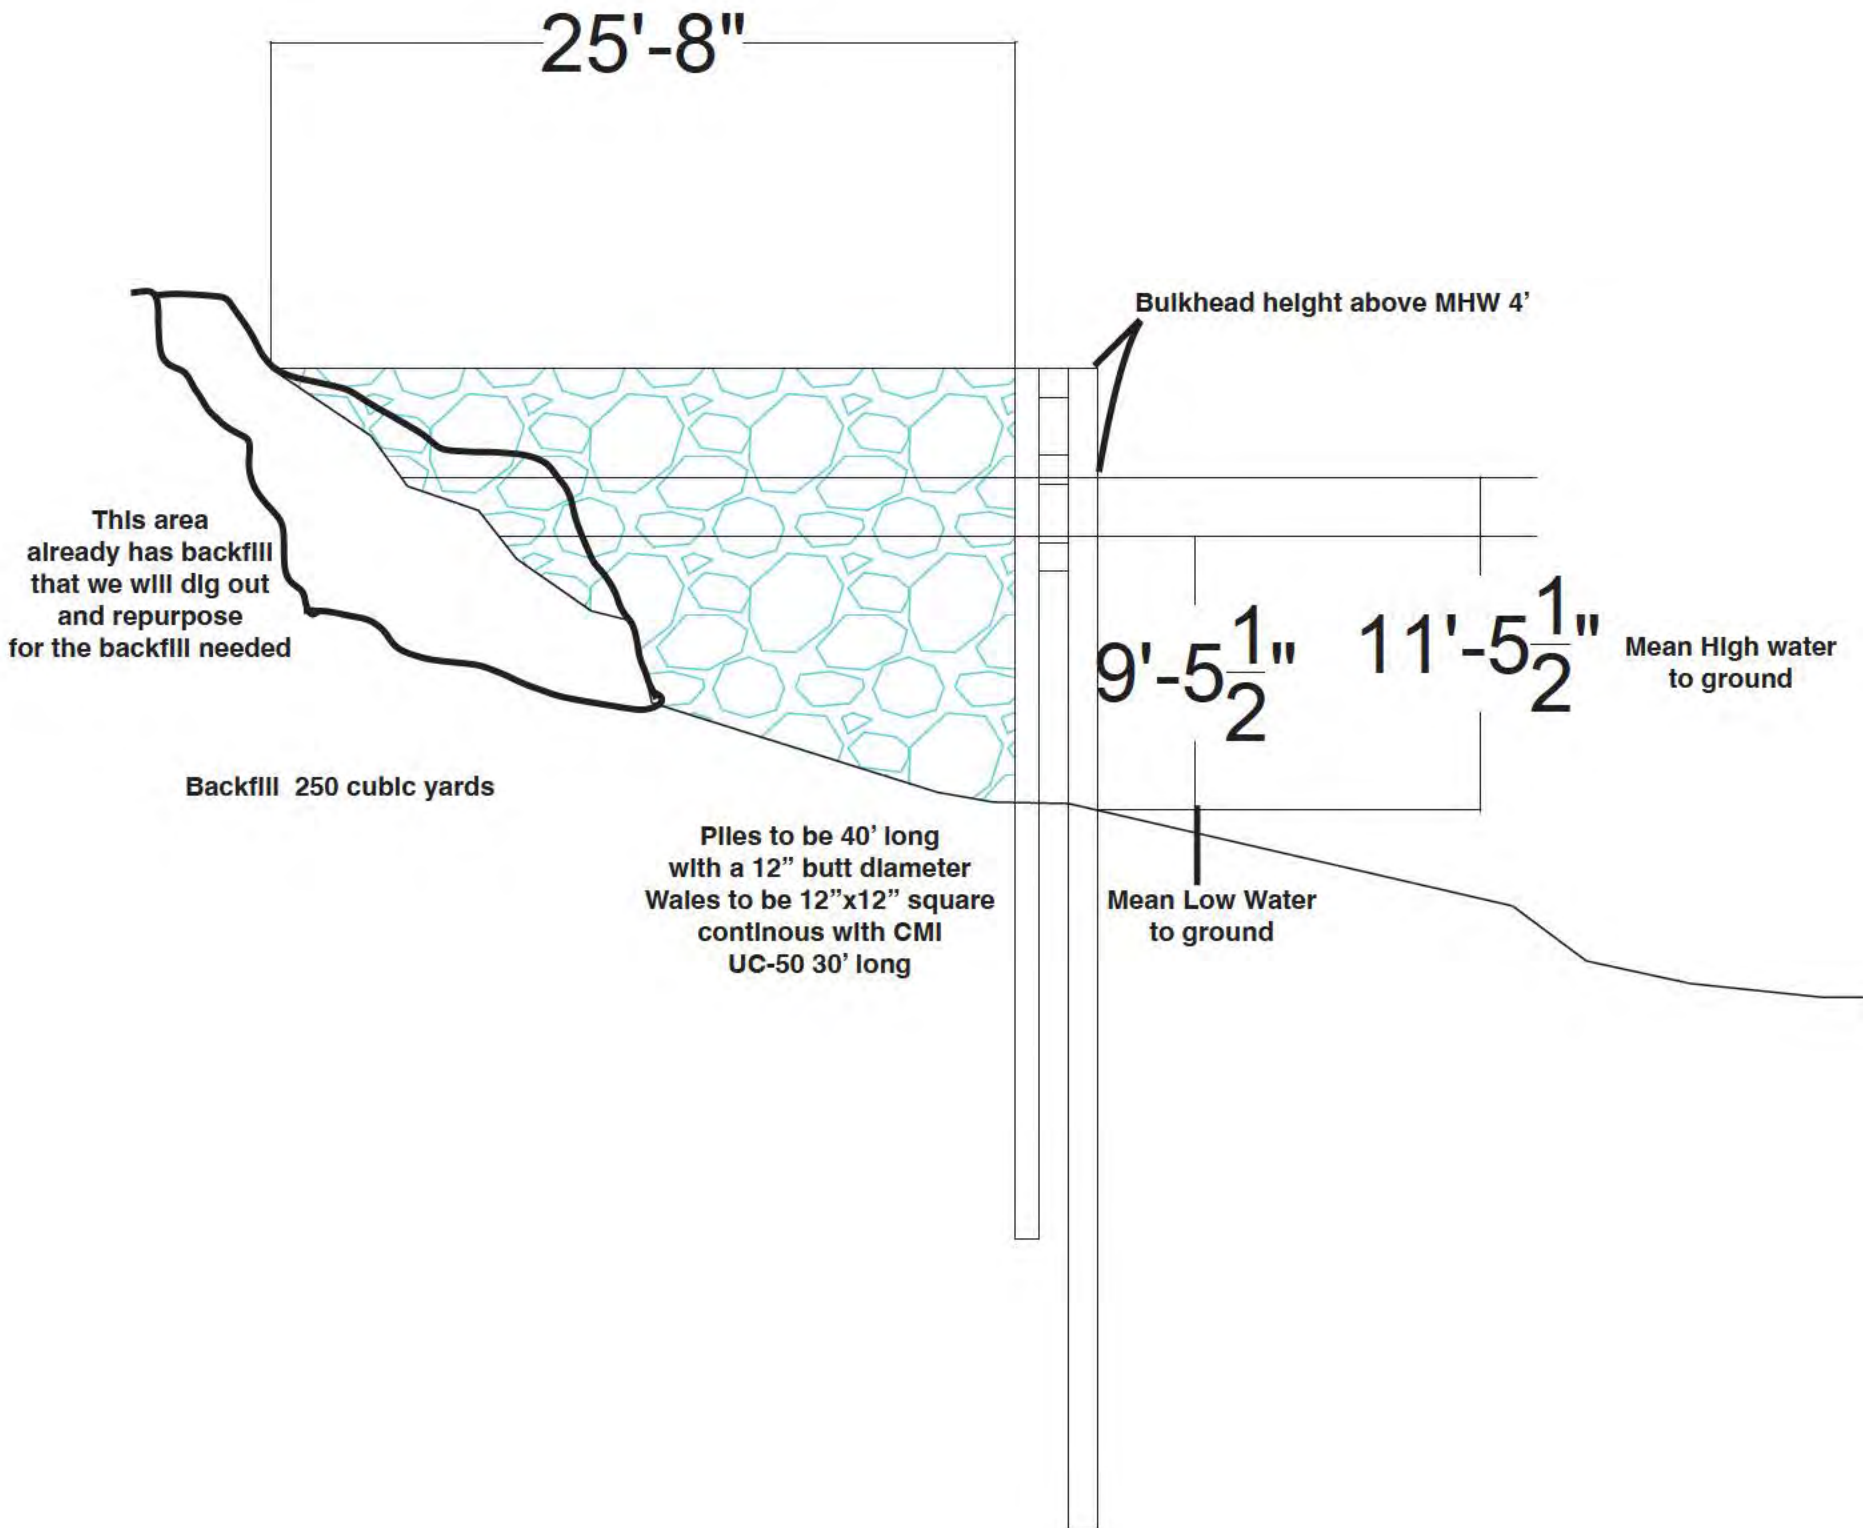 25'-8"
Bulkhead height above MHW 4’
This area
already has backfill
that we will dig out
and repurpose
for the backfill needed
9'-5 1/2"
11'-5 1/2"
Mean High water
to ground
Backfill 250 cubic yards
Piles to be 40’ long
with a 12” butt diameter
Wales to be 12”x12” square
continous with CMI
UC-50 30’ long
Mean Low Water
to ground